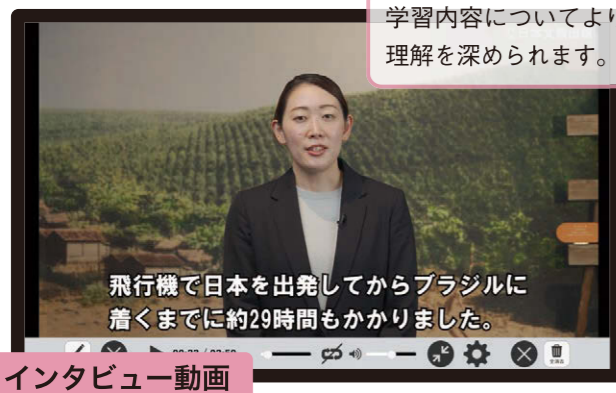 学習内容についてより
理解を深められます。
飛行機で日本を出発してからブラジルに
着くまでに約29時間もかかりました。
インタビュー動画